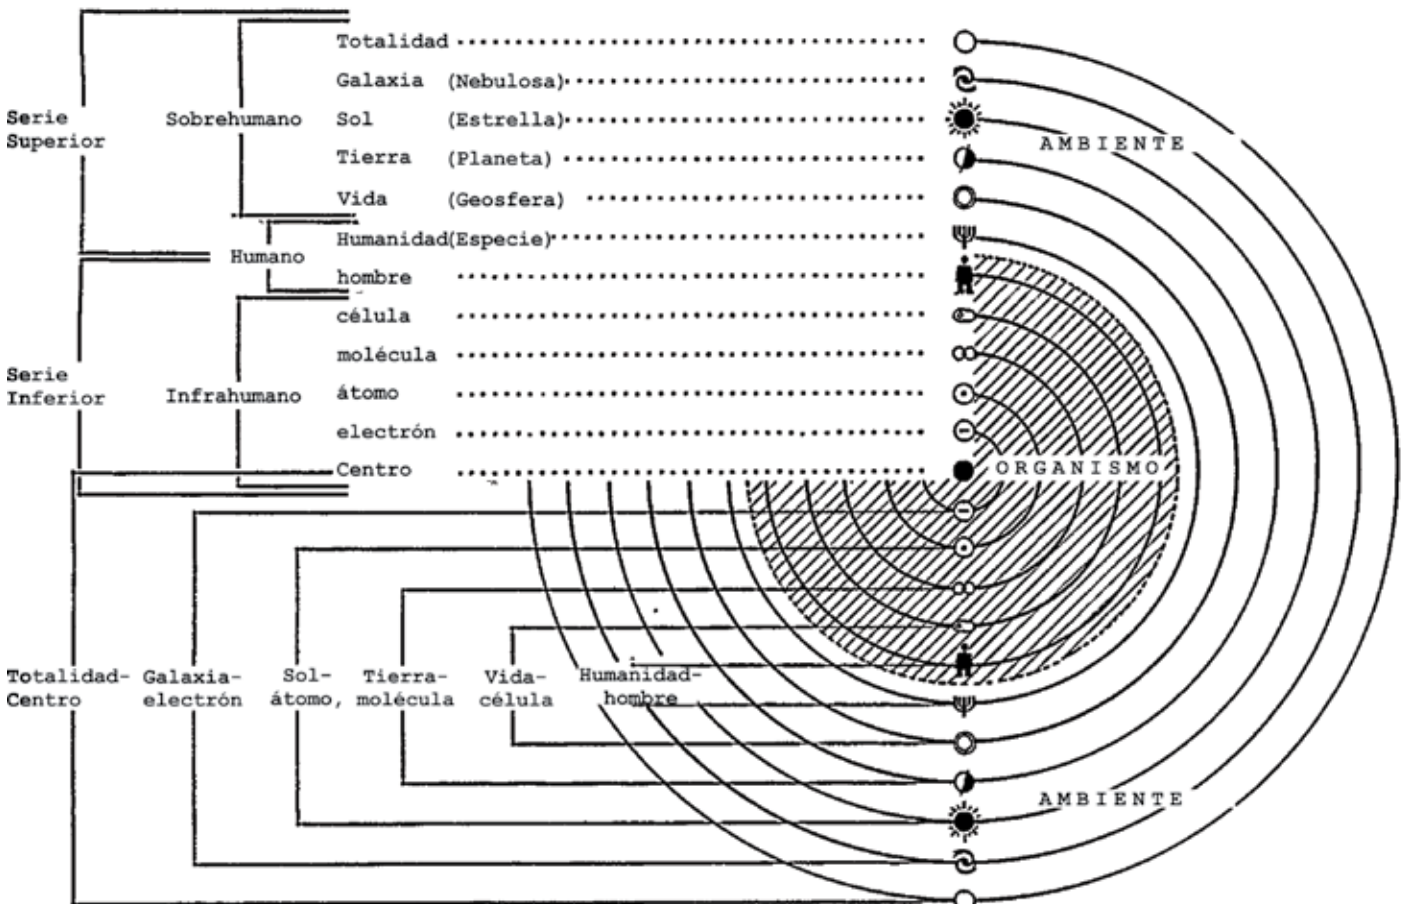 Totalidad
Galaxia (Nebulosa)
Serie
Superior
Sobrehumano
Sol (Estrella)
AMBIENTE
Tierra (Planeta)
Vida (Geosfera)
Humanidad(Especie)
Humano
hombre
célula
molécula
Serie
Inferior
Infrahumano
átomo
electrón
Centro
ORGANISMO
Totalidad-
Centro
Galaxia-
electrón
Sol-
átomo,
Tierra-
molécula
Vida-
célula
Humanidad-
hombre
AMBIENTE